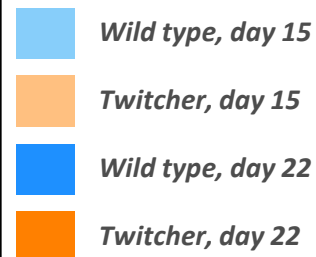 Wild type, day 15
Twitcher, day 15
Wild type, day 22
Twitcher, day 22